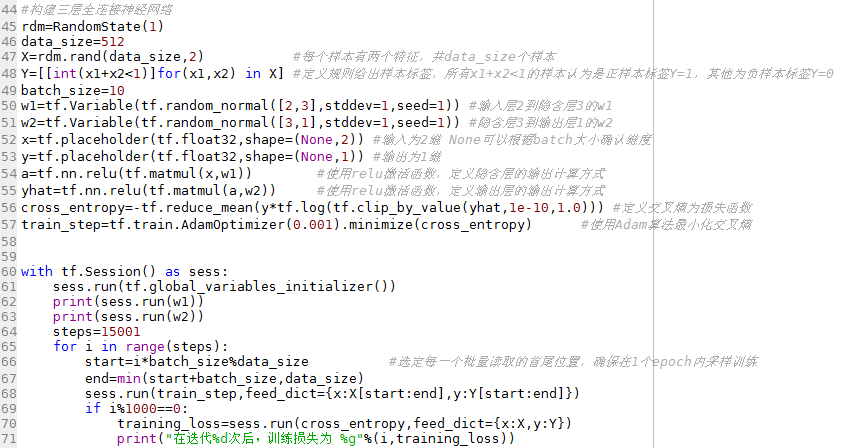 44 #构建三层全连接神经网络
45 rdm=RandomState(1)
46 data_size=512
47 X=rdm.rand(data_size,2) #每个样本有两个特征，共data_size个样本
48 Y=[[int(x1+x2<1)]for(x1,x2) in X] #定义规则给出样本标签，所有x1+x2<1的样本认为是正样本标签Y=1，其他为负样本标签Y=0
49 batch_size=10
50 w1=tf.Variable(tf.random_normal([2,3],stddev=1,seed=1)) #输入层2到隐含层3的w1
51 w2=tf.Variable(tf.random_normal([3,1],stddev=1,seed=1)) #隐含层3到输出层1的w2
52 x=tf.placeholder(tf.float32,shape=(None,2)) #输入为2维 None可以根据batch大小确认维度
53 y=tf.placeholder(tf.float32,shape=(None,1)) #输出为1维
54 a=tf.nn.relu(tf.matmul(x,w1)) #使用relu激活函数，定义隐含层的输出计算方式
55 yhat=tf.nn.relu(tf.matmul(a,w2)) #使用relu激活函数，定义输出层的输出计算方式
56 cross_entropy=-tf.reduce_mean(y*tf.log(tf.clip_by_value(yhat,1e-10,1.0))) #定义交叉熵为损失函数
57 train_step=tf.train.AdamOptimizer(0.001).minimize(cross_entropy) #使用Adam算法最小化交叉熵
58
59
60 with tf.Session() as sess:
61 sess.run(tf.global_variables_initializer())
62 print(sess.run(w1))
63 print(sess.run(w2))
64 steps=15001
65 for i in range(steps):
66 start=i*batch_size%data_size #选定每一个批量读取的首尾位置，确保在1个epoch内采样训练
67 end=min(start+batch_size,data_size)
68 sess.run(train_step,feed_dict={x:X[start:end],y:Y[start:end]})
69 if i%1000==0:
70 training_loss=sess.run(cross_entropy,feed_dict={x:X,y:Y})
71 print("在迭代%d次后，训练损失为 %g"%(i,training_loss))